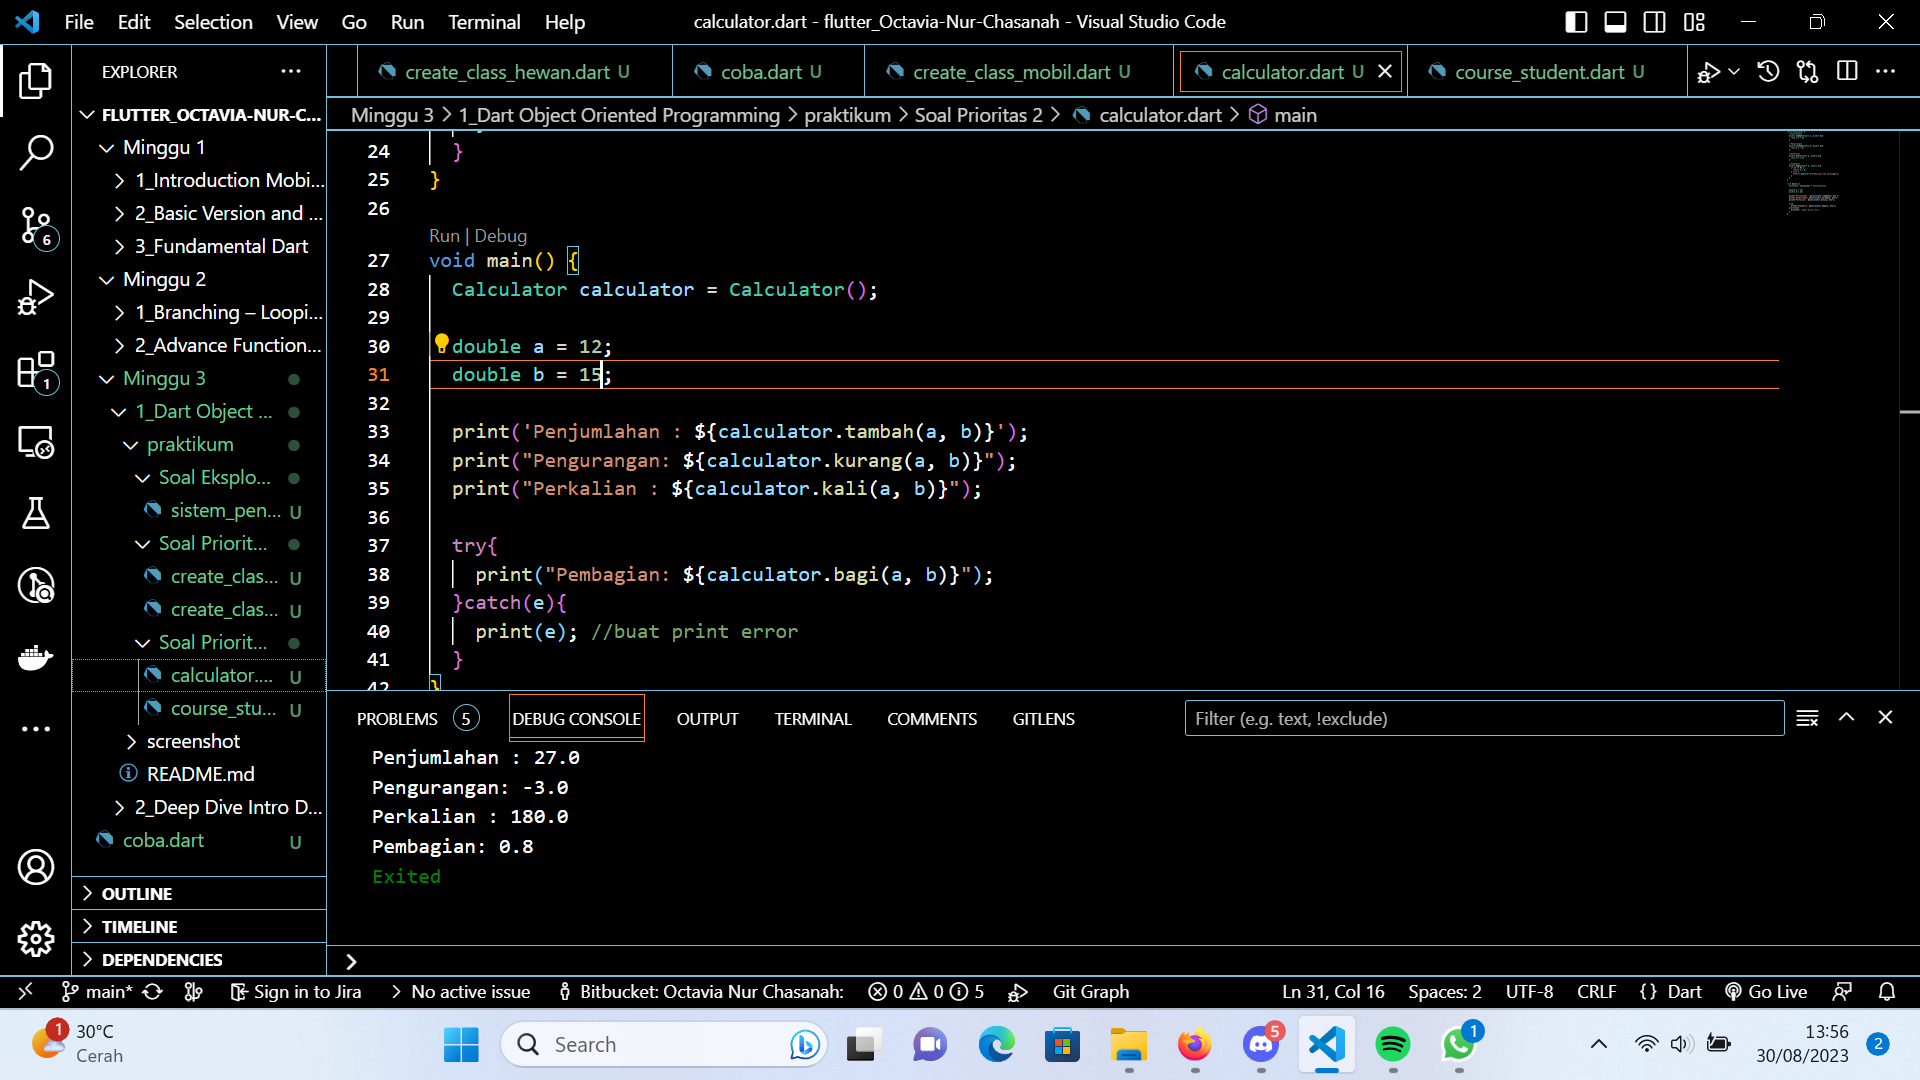 File Edit Selection View Go Run Terminal Help
calculator.dart - flutter_Octavia-Nur-Chasanah - Visual Studio Code
EXPLORER
create_class_hewan.dart U
coba.dart U
create_class_mobil.dart U
calculator.dart U
course_student.dart U
FLUTTER_OCTAVIA-NUR-C...
Minggu 1
1_Introduction Mobi...
2_Basic Version and ...
3_Fundamental Dart
Minggu 2
1_Branching – Loopi...
2_Advance Function...
Minggu 3
1_Dart Object ...
praktikum
Soal Eksplo...
sistem_pen... U
Soal Priorit...
create_clas... U
create_clas... U
Soal Priorit...
calculator.... U
course_stu... U
screenshot
README.md
2_Deep Dive Intro D...
coba.dart U
OUTLINE
TIMELINE
DEPENDENCIES
6
1
Minggu 3 > 1_Dart Object Oriented Programming > praktikum > Soal Prioritas 2 > calculator.dart > main
24 }
25 }
26
Run | Debug
27 void main() {
28 Calculator calculator = Calculator();
29
30 double a = 12;
31 double b = 15;
32
33 print('Penjumlahan : ${calculator.tambah(a, b)}');
34 print("Pengurangan: ${calculator.kurang(a, b)}");
35 print("Perkalian : ${calculator.kali(a, b)}");
36
37 try{
38 print("Pembagian: ${calculator.bagi(a, b)}");
39 }catch(e){
40 print(e); //buat print error
41 }
42 }
PROBLEMS 5 DEBUG CONSOLE OUTPUT TERMINAL COMMENTS GITLENS
Filter (e.g. text, !exclude)
Penjumlahan : 27.0
Pengurangan: -3.0
Perkalian : 180.0
Pembagian: 0.8
Exited
main* Sign in to Jira No active issue Bitbucket: Octavia Nur Chasanah: 0 0 5 Git Graph
Ln 31, Col 16 Spaces: 2 UTF-8 CRLF {} Dart Go Live
1
30°C
Cerah
Search
5
1
13:56
30/08/2023
2